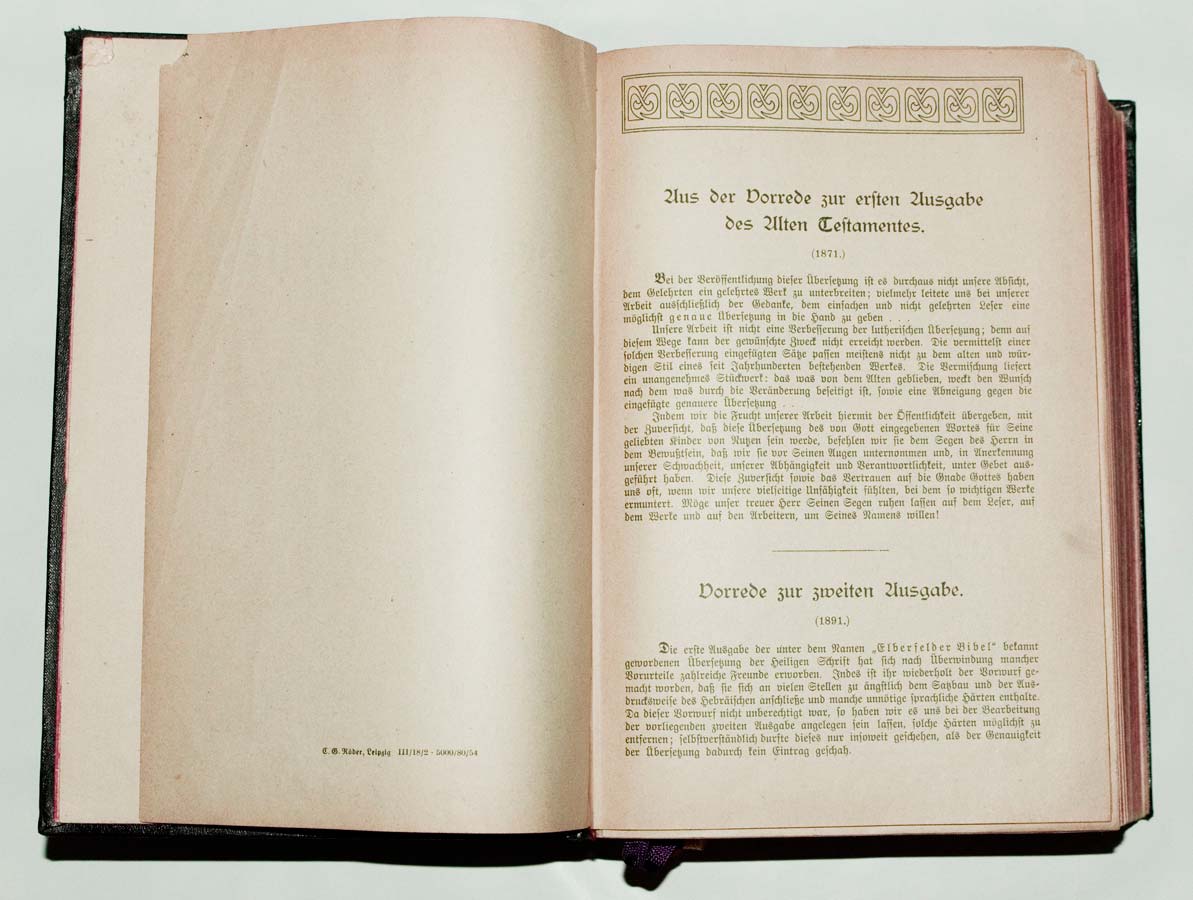 C. G. Röder, Leipzig III/18/2 - 5000/80/54
Aus der Vorrede zur ersten Ausgabe
des Alten Testamentes.
(1871.)
Bei der Veröffentlichung dieser Übersetzung ist es durchaus nicht unsere Absicht,
dem Gelehrten ein gelehrtes Werk zu unterbreiten; vielmehr leitete uns bei unserer
Arbeit ausschließlich der Gedanke, dem einfachen und nicht gelehrten Leser eine
möglichst genaue Übersetzung in die Hand zu geben . . .
Unsere Arbeit ist nicht eine Verbesserung der lutherischen Übersetzung; denn auf
diesem Wege kann der gewünschte Zweck nicht erreicht werden. Die vermittelst einer
solchen Verbesserung eingefügten Sätze passen meistens nicht zu dem alten und wür-
digen Stil eines seit Jahrhunderten bestehenden Werkes. Die Vermischung liefert
ein unangenehmes Stückwerk: das was von dem Alten geblieben, weckt den Wunsch
nach dem was durch die Veränderung beseitigt ist, sowie eine Abneigung gegen die
eingefügte genauere Übersetzung . .
Indem wir die Frucht unserer Arbeit hiermit der Öffentlichkeit übergeben, mit
der Zuversicht, daß diese Übersetzung des von Gott eingegebenen Wortes für Seine
geliebten Kinder von Nutzen sein werde, befehlen wir sie dem Segen des Herrn in
dem Bewußtsein, daß wir sie vor Seinen Augen unternommen und, in Anerkennung
unserer Schwachheit, unserer Abhängigkeit und Verantwortlichkeit, unter Gebet aus-
geführt haben. Diese Zuversicht sowie das Vertrauen auf die Gnade Gottes haben
uns oft, wenn wir unsere vielseitige Unfähigkeit fühlten, bei dem so wichtigen Werke
ermuntert. Möge unser treuer Herr Seinen Segen ruhen lassen auf dem Leser, auf
dem Werke und auf den Arbeitern, um Seines Namens willen!
Vorrede zur zweiten Ausgabe.
(1891.)
Die erste Ausgabe der unter dem Namen „Elberfelder Bibel“ bekannt
gewordenen Übersetzung der Heiligen Schrift hat sich nach Überwindung mancher
Vorurteile zahlreiche Freunde erworben. Indes ist ihr wiederholt der Vorwurf ge-
macht worden, daß sie sich an vielen Stellen zu ängstlich dem Satzbau und der Aus-
drucksweise des Hebräischen anschließe und manche unnötige sprachliche Härten enthalte.
Da dieser Vorwurf nicht unberechtigt war, so haben wir es uns bei der Bearbeitung
der vorliegenden zweiten Ausgabe angelegen sein lassen, solche Härten möglichst zu
entfernen; selbstverständlich durfte dieses nur insoweit geschehen, als der Genauigkeit
der Übersetzung dadurch kein Eintrag geschah.